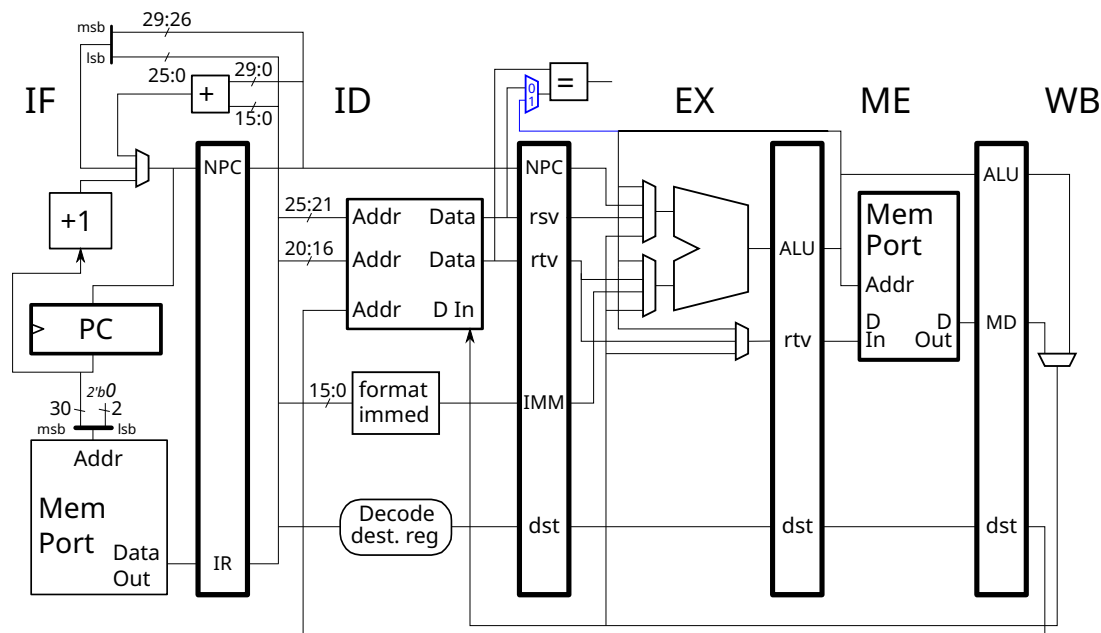 29:26
msb
lsb
25:0
29:0
15:0
+
=
0
1
IF
ID
EX
ME
WB
NPC
NPC
ALU
+1
25:21
Addr
Data
rsv
20:16
Addr
Data
rtv
Addr
D In
ALU
Mem
Port
Addr
D
In
D
Out
MD
rtv
PC
15:0
format
immed
IMM
2'b0
30
2
msb
lsb
Addr
Mem
Port
Data
Out
IR
Decode
dest. reg
dst
dst
dst